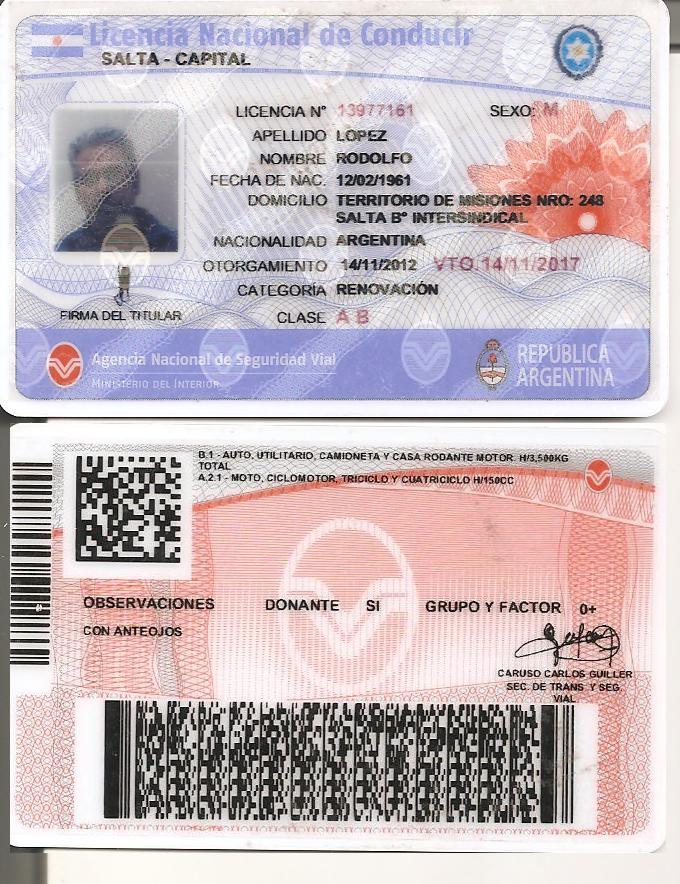 Licencia Nacional de Conducir
SALTA - CAPITAL
LICENCIA Nº 13977161 SEXO: M
APELLIDO LOPEZ
NOMBRE RODOLFO
FECHA DE NAC. 12/02/1961
DOMICILIO TERRITORIO DE MISIONES NRO: 248
SALTA Bº INTERSINDICAL
NACIONALIDAD ARGENTINA
OTORGAMIENTO 14/11/2012 VTO.14/11/2017
CATEGORÍA RENOVACIÓN
FIRMA DEL TITULAR
CLASE A B
Agencia Nacional de Seguridad Vial
MINISTERIO DEL INTERIOR
REPUBLICA
ARGENTINA
B.1 - AUTO, UTILITARIO, CAMIONETA Y CASA RODANTE MOTOR. H/3,500KG
TOTAL
A.2.1 - MOTO, CICLOMOTOR, TRICICLO Y CUATRICICLO H/150CC
OBSERVACIONES DONANTE SI GRUPO Y FACTOR 0+
CON ANTEOJOS
CARUSO CARLOS GUILLER
SEC. DE TRANS. Y SEG.
VIAL